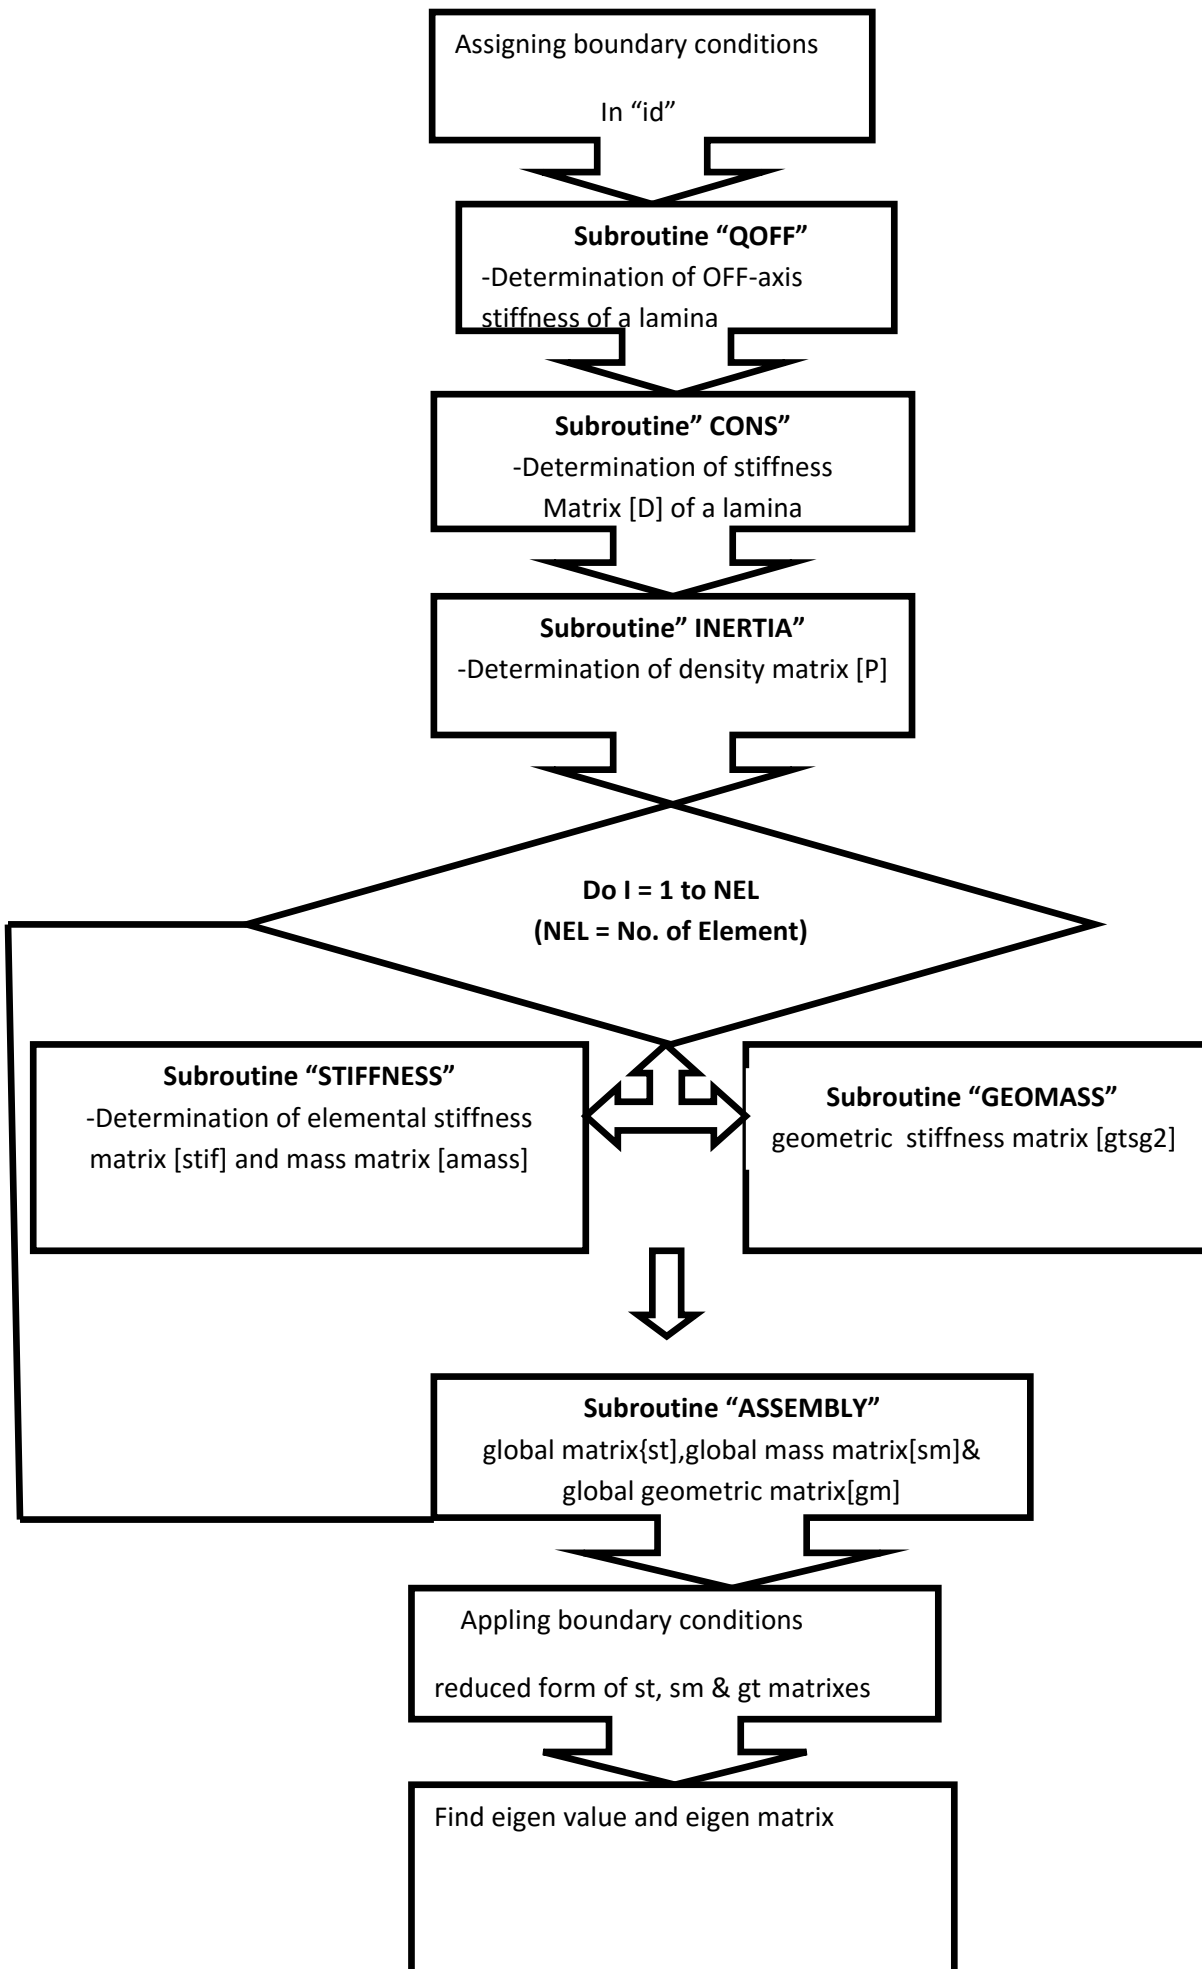 Assigning boundary conditions
In “id”
Subroutine “QOFF”
-Determination of OFF-axis
stiffness of a lamina
Subroutine” CONS”
-Determination of stiffness
Matrix [D] of a lamina
Subroutine” INERTIA”
-Determination of density matrix [P]
Do I = 1 to NEL
(NEL = No. of Element)
Subroutine “STIFFNESS”
-Determination of elemental stiffness
matrix [stif] and mass matrix [amass]
Subroutine “GEOMASS”
geometric  stiffness matrix [gtsg2]
Subroutine “ASSEMBLY”
global matrix{st],global mass matrix[sm]&
global geometric matrix[gm]
Appling boundary conditions
reduced form of st, sm & gt matrixes
Find eigen value and eigen matrix